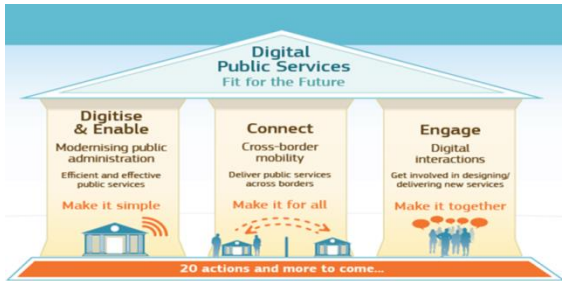 Digital
Public Services
Fit for the Future
Digitise
& Enable
Modernising public
administration
Efficient and effective
public services
Make it simple
Connect
Cross-border
mobility
Deliver public services
across borders
Make it for all
Engage
Digital
interactions
Get involved in designing/
delivering new services
Make it together
20 actions and more to come...